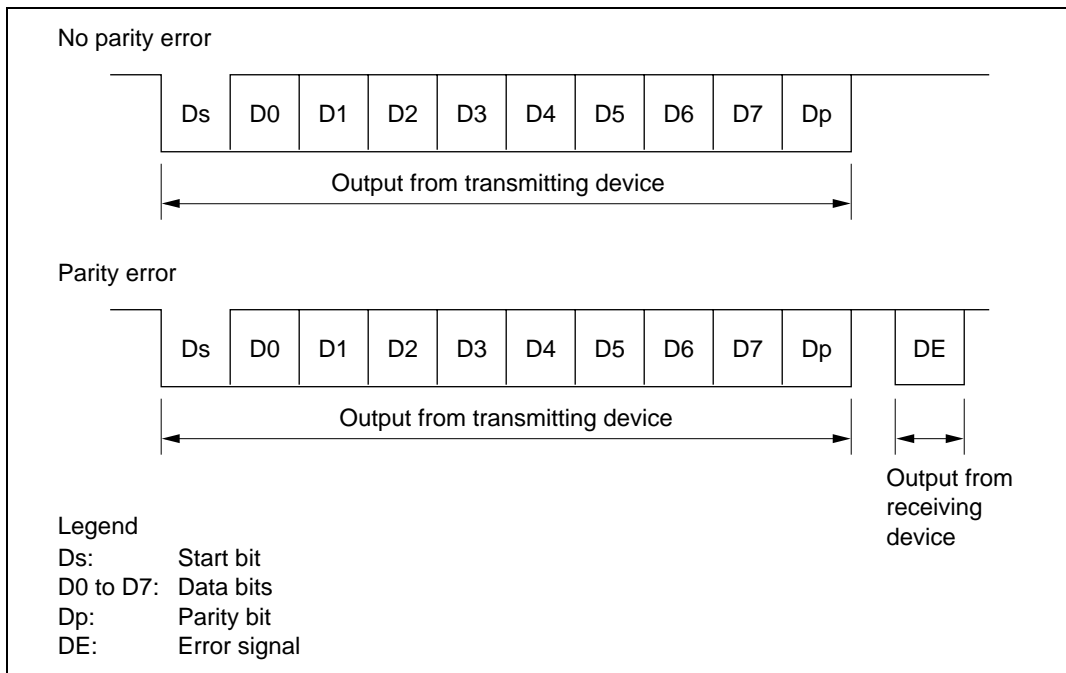 No parity error
Ds D0 D1 D2 D3 D4 D5 D6 D7 Dp
Output from transmitting device
Parity error
Ds D0 D1 D2 D3 D4 D5 D6 D7 Dp DE
Output from transmitting device
Output from
receiving
device
Legend
Ds: Start bit
D0 to D7: Data bits
Dp: Parity bit
DE: Error signal